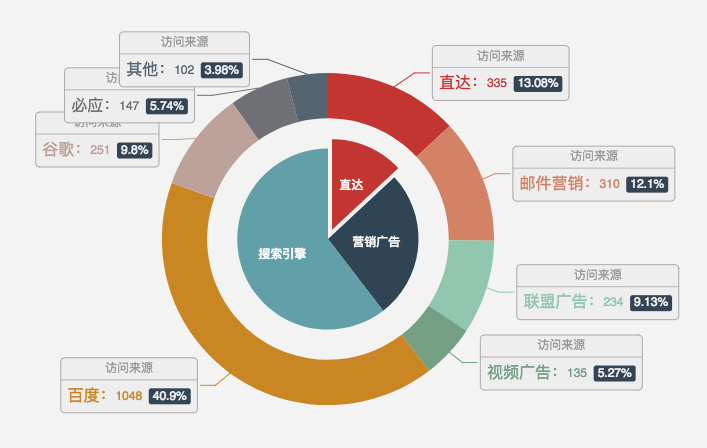 访问来源
其他：102 3.98%
访
必应：147 5.74%
访问来源
谷歌：251 9.8%
访问来源
直达：335 13.08%
访问来源
邮件营销：310 12.1%
访问来源
联盟广告：234 9.13%
访问来源
视频广告：135 5.27%
访问来源
百度：1048 40.9%
直达
营销广告
搜索引擎